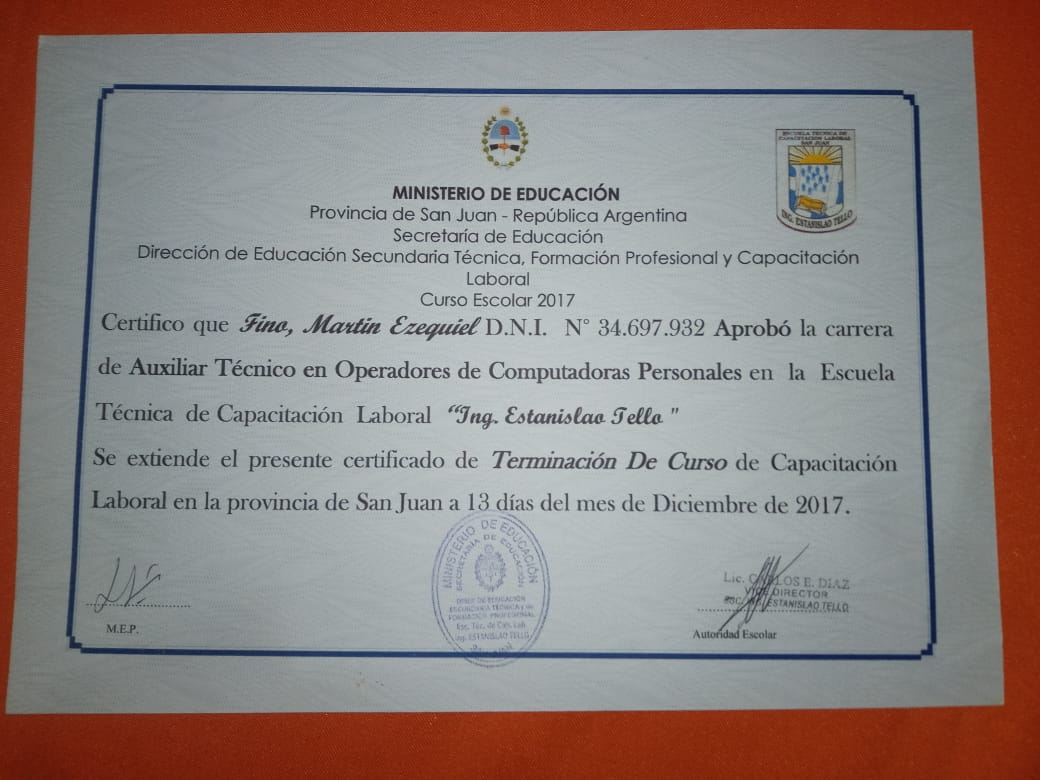 ESCUELA TECNICA DE
CAPACITACION LABORAL
SAN JUAN
ING. ESTANISLAO TELLO
MINISTERIO DE EDUCACIÓN
Provincia de San Juan - República Argentina
Secretaría de Educación
Dirección de Educación Secundaria Técnica, Formación Profesional y Capacitación
Laboral
Curso Escolar 2017
Certifico que Fino, Martin Ezequiel D.N.I. N° 34.697.932 Aprobó la carrera
de Auxiliar Técnico en Operadores de Computadoras Personales en la Escuela
Técnica de Capacitación Laboral “Ing. Estanislao Tello "
Se extiende el presente certificado de Terminación De Curso de Capacitación
Laboral en la provincia de San Juan a 13 días del mes de Diciembre de 2017.
MINISTERIO DE EDUCACIÓN
SECRETARIA DE EDUCACIÓN
SECUNDARIA TÉCNICA y de
FORMACIÓN PROFESIONAL
Esc. Téc. de Cap. Lab.
Ing. ESTANISLAO TELLO
SAN JUAN
M.E.P.
Lic. CARLOS E. DIAZ
VICE DIRECTOR
ESTANISLAO TELLO
Autoridad Escolar